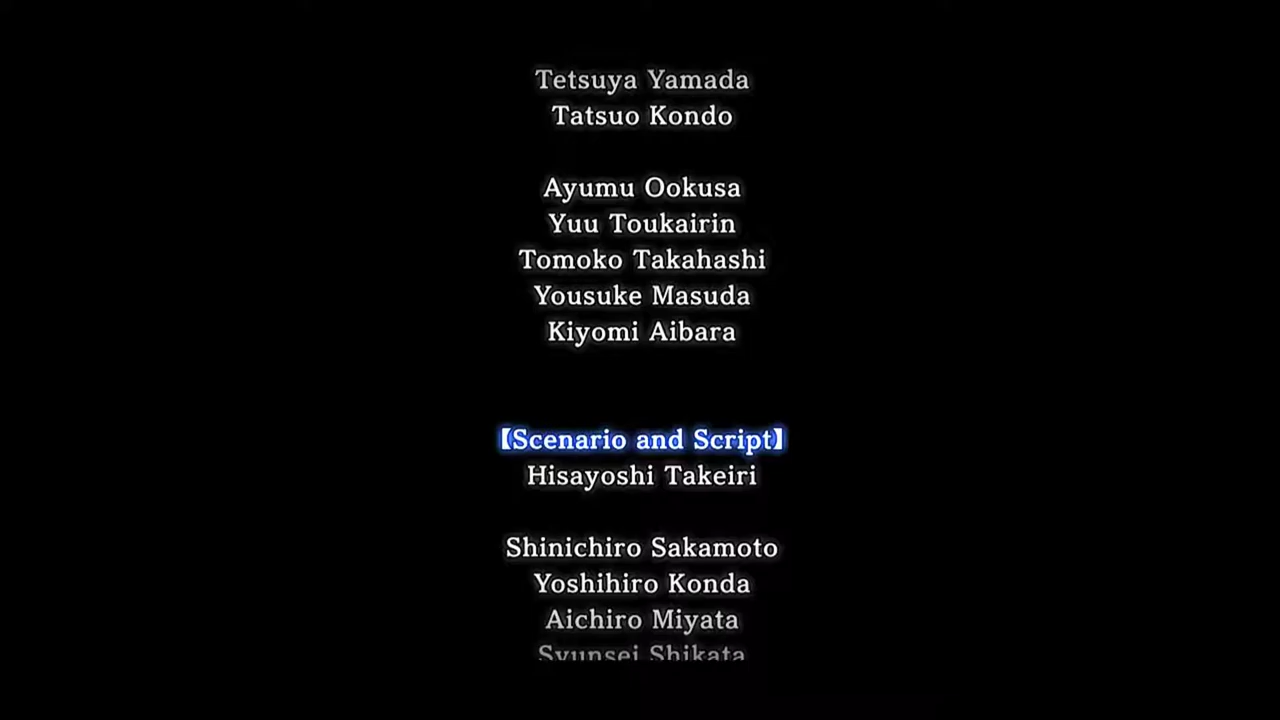 Tetsuya Yamada
Tatsuo Kondo
Ayumu Ookusa
Yuu Toukairin
Tomoko Takahashi
Yousuke Masuda
Kiyomi Aibara
【Scenario and Script】
Hisayoshi Takeiri
Shinichiro Sakamoto
Yoshihiro Konda
Aichiro Miyata
Syunsei Shikata